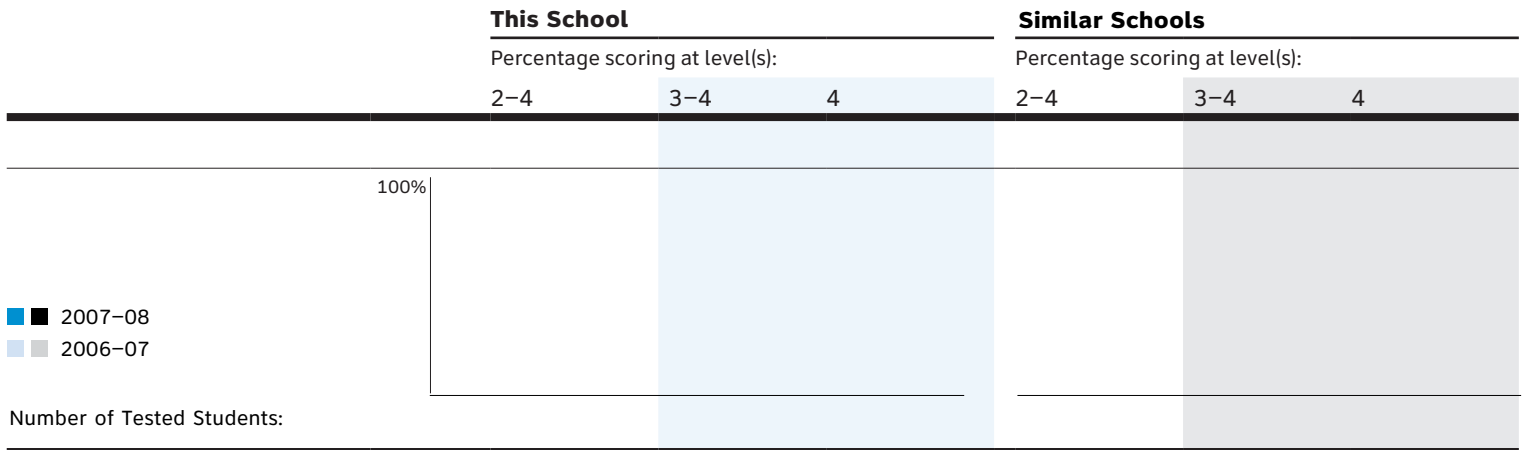 This School Similar Schools
Percentage scoring at level(s): Percentage scoring at level(s):
2–4 3–4 4 2–4 3–4 4
100%
2007–08
2006–07
Number of Tested Students: